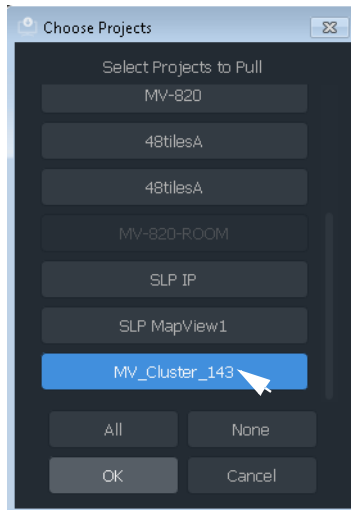 Choose Projects
Select Projects to Pull
MV-820
48tilesA
48tilesA
MV-820-ROOM
SLP IP
SLP MapView1
MV_Cluster_143
All None
OK Cancel